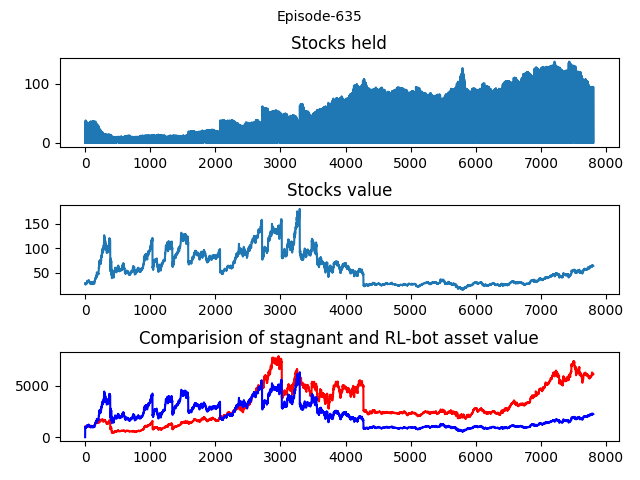 Episode-635
Stocks held
100
0
0 1000 2000 3000 4000 5000 6000 7000 8000
Stocks value
150
100
50
0 1000 2000 3000 4000 5000 6000 7000 8000
Comparision of stagnant and RL-bot asset value
5000
0
0 1000 2000 3000 4000 5000 6000 7000 8000